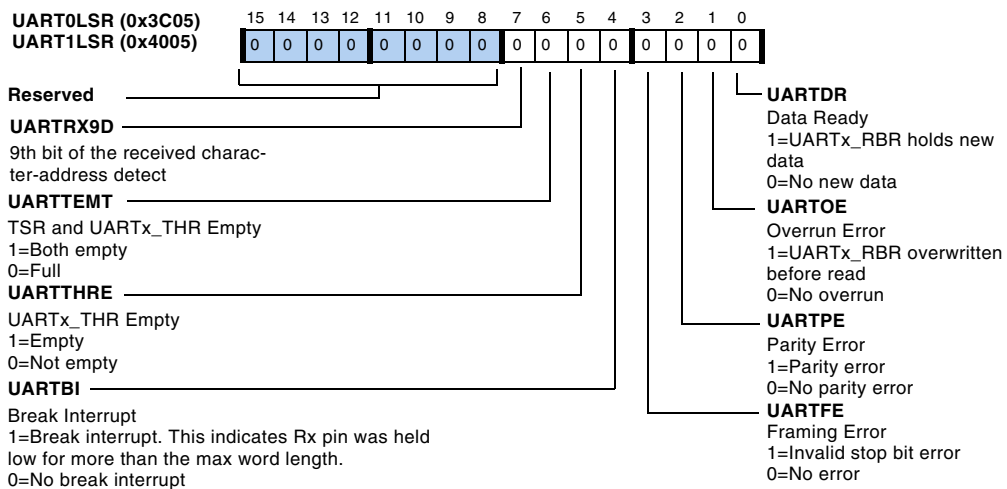 UART0LSR (0x3C05)
UART1LSR (0x4005)
15 14 13 12 11 10 9 8 7 6 5 4 3 2 1 0
0 0 0 0 0 0 0 0 0 0 0 0 0 0 0 0
Reserved
UARTRX9D
9th bit of the received charac-
ter-address detect
UARTTEMT
TSR and UARTx_THR Empty
1=Both empty
0=Full
UARTTHRE
UARTx_THR Empty
1=Empty
0=Not empty
UARTBI
Break Interrupt
1=Break interrupt. This indicates Rx pin was held
low for more than the max word length.
0=No break interrupt
UARTDR
Data Ready
1=UARTx_RBR holds new
data
0=No new data
UARTOE
Overrun Error
1=UARTx_RBR overwritten
before read
0=No overrun
UARTPE
Parity Error
1=Parity error
0=No parity error
UARTFE
Framing Error
1=Invalid stop bit error
0=No error